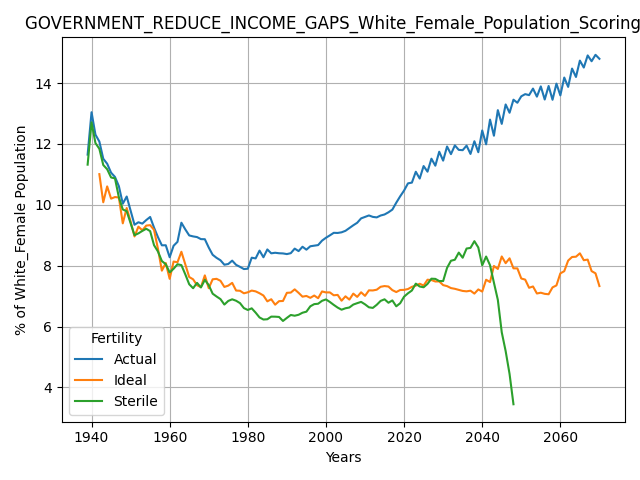 GOVERNMENT_REDUCE_INCOME_GAPS_White_Female_Population_Scoring
% of White_Female Population
14
12
10
8
6
4
Fertility
Actual
Ideal
Sterile
1940 1960 1980 2000 2020 2040 2060
Years